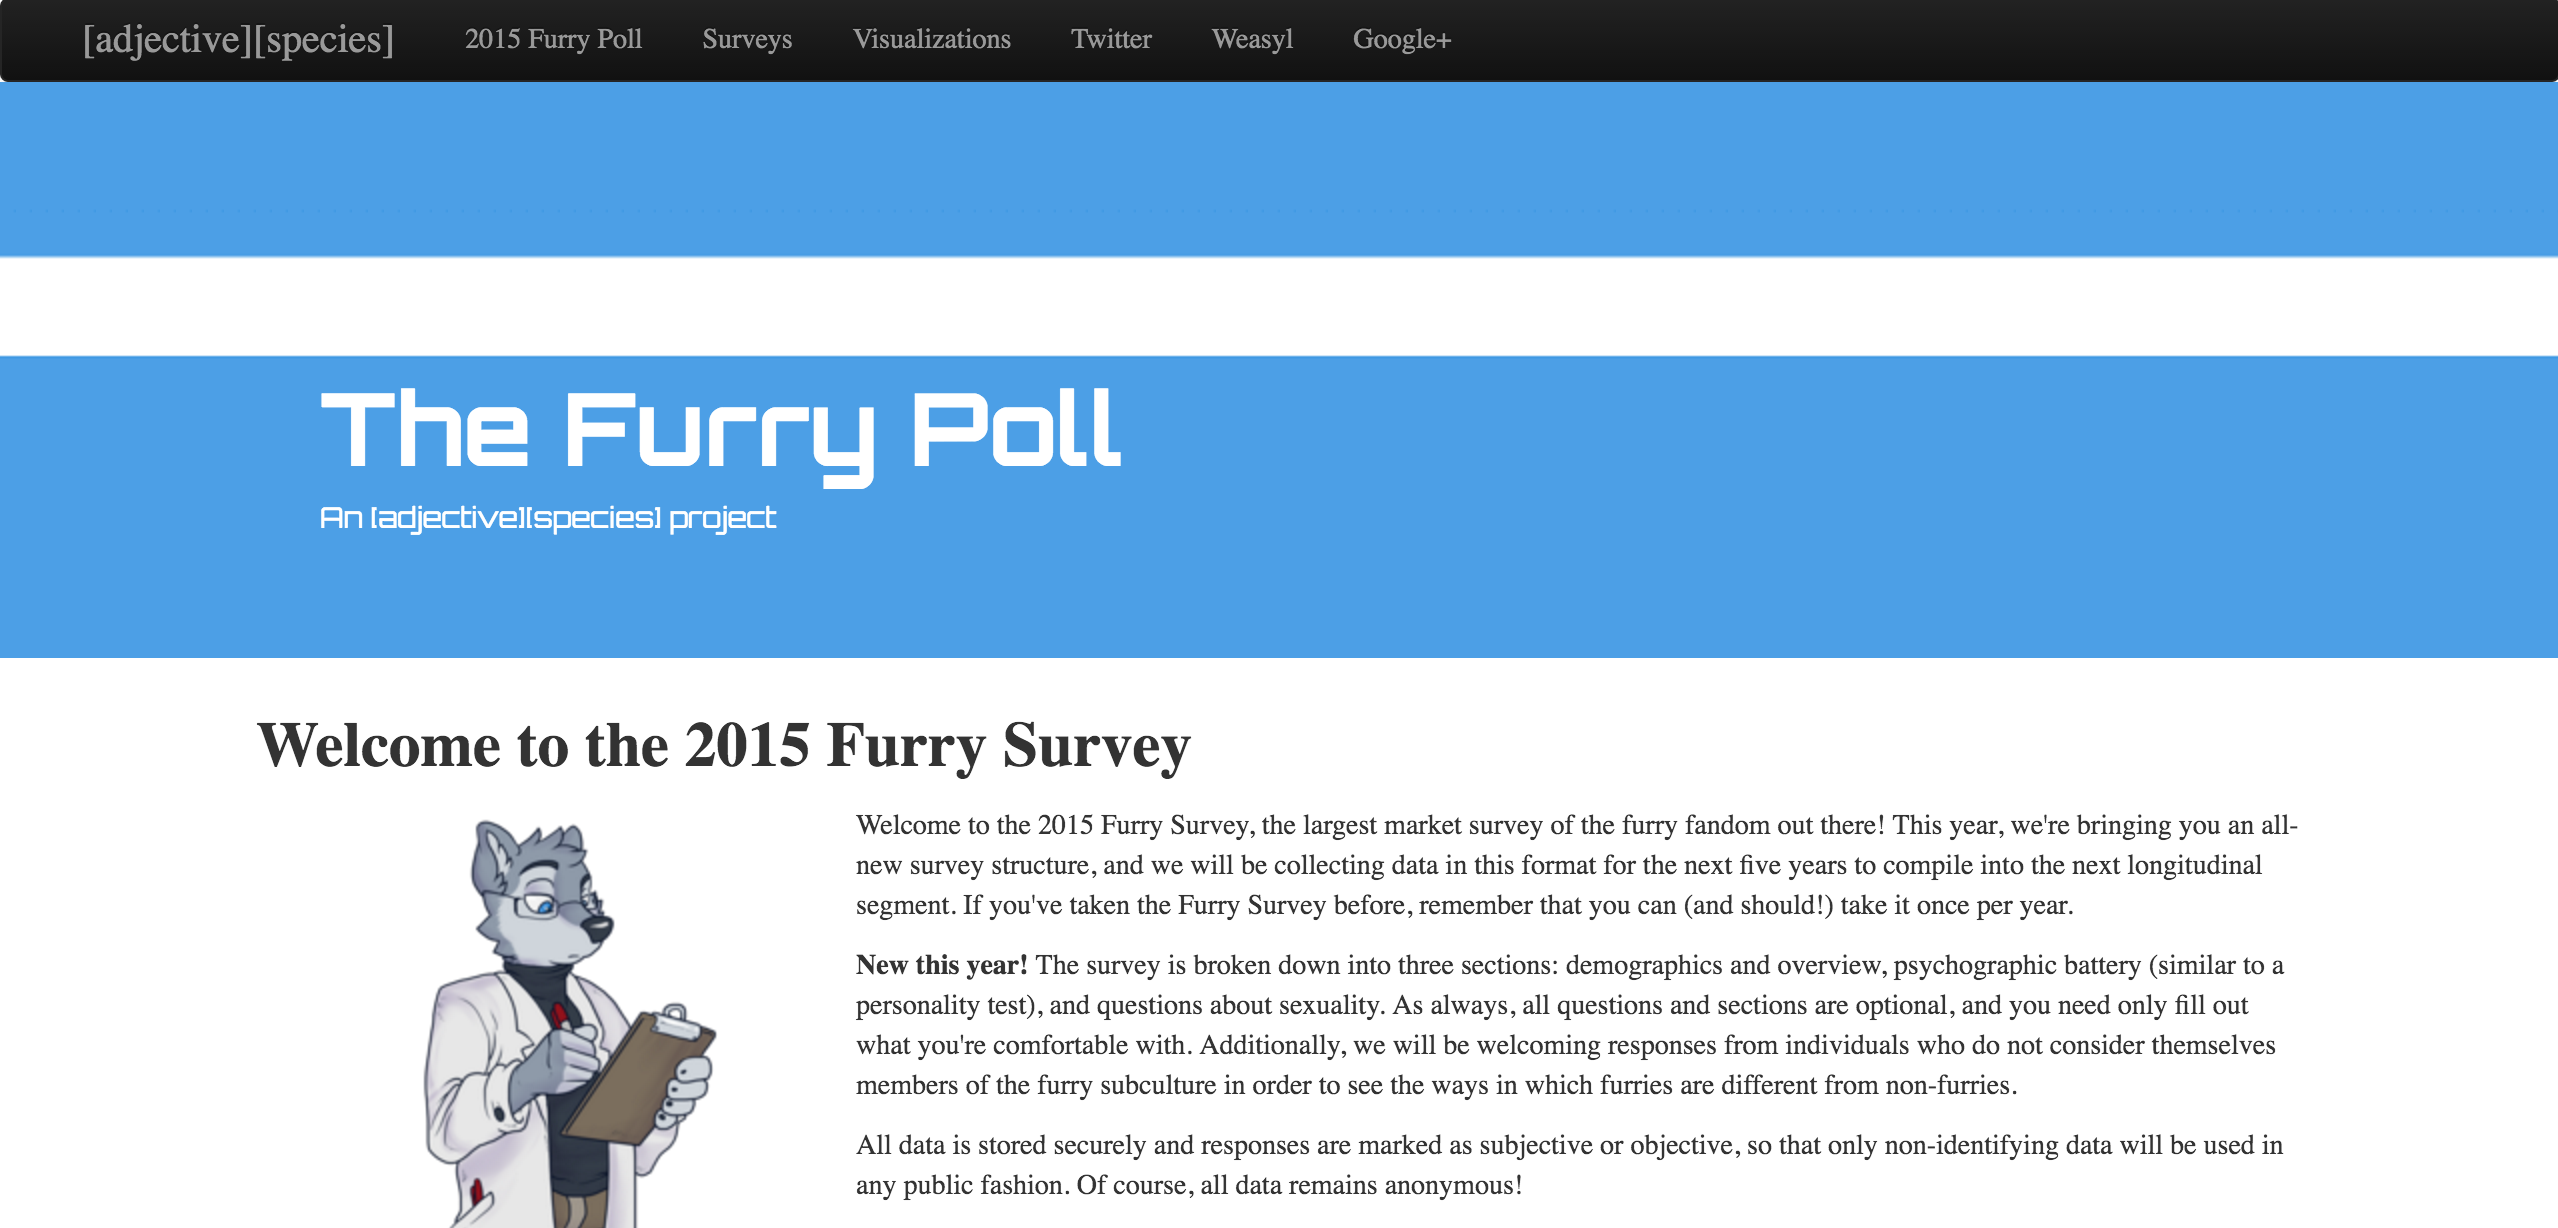 [adjective][species] 2015 Furry Poll Surveys Visualizations Twitter Weasyl Google+
The Furry Poll
An [adjective][species] project
Welcome to the 2015 Furry Survey
Welcome to the 2015 Furry Survey, the largest market survey of the furry fandom out there! This year, we're bringing you an all-
new survey structure, and we will be collecting data in this format for the next five years to compile into the next longitudinal
segment. If you've taken the Furry Survey before, remember that you can (and should!) take it once per year.
New this year! The survey is broken down into three sections: demographics and overview, psychographic battery (similar to a
personality test), and questions about sexuality. As always, all questions and sections are optional, and you need only fill out
what you're comfortable with. Additionally, we will be welcoming responses from individuals who do not consider themselves
members of the furry subculture in order to see the ways in which furries are different from non-furries.
All data is stored securely and responses are marked as subjective or objective, so that only non-identifying data will be used in
any public fashion. Of course, all data remains anonymous!